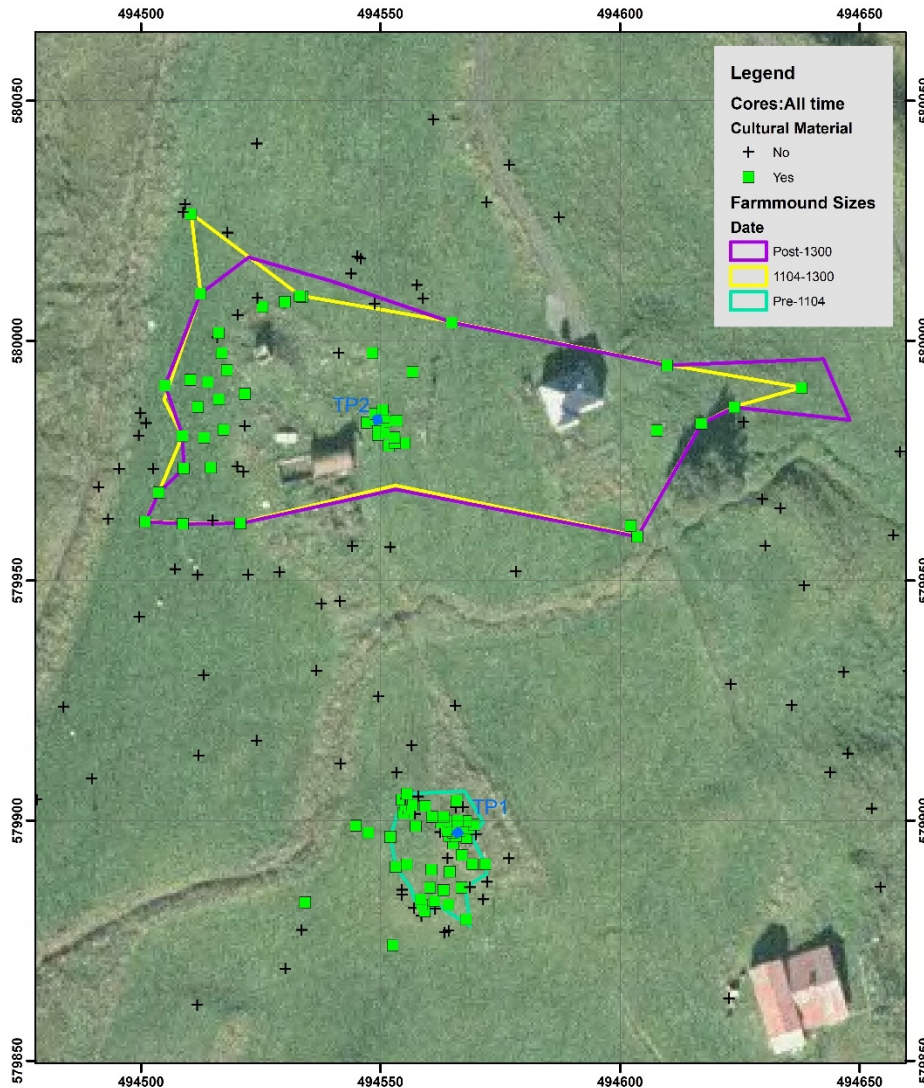 494500 494550 494600 494650
580050 580050
Legend
Cores:All time
Cultural Material
No
Yes
Farmmound Sizes
Date
Post-1300
1104-1300
Pre-1104
580000 580000
TP2
579950 579950
TP1
579900 579900
579850 579850
494500 494550 494600 494650